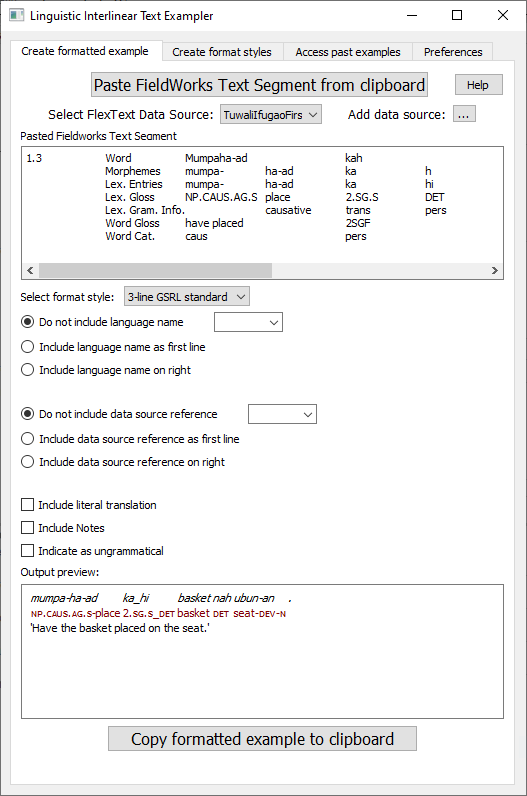 Linguistic Interlinear Text Exampler
Create formatted example Create format styles Access past examples Preferences
Paste FieldWorks Text Segment from clipboard Help
Select FlexText Data Source: TuwaliIfugaoFirs Add data source: ...
Pasted Fieldworks Text Segment
1.3 Word Mumpaha-ad kah
Morphemes mumpa- ha-ad ka h
Lex. Entries mumpa- ha-ad ka hi
Lex. Gloss NP.CAUS.AG.S place 2.SG.S DET
Lex. Gram. Info. causative trans pers
Word Gloss have placed 2SGF
Word Cat. caus pers
Select format style: 3-line GSRL standard
Do not include language name
Include language name as first line
Include language name on right
Do not include data source reference
Include data source reference as first line
Include data source reference on right
Include literal translation
Include Notes
Indicate as ungrammatical
Output preview:
mumpa-ha-ad ka_hi basket nah ubun-an .
NP.CAUS.AG.S-place 2.SG.S_DET basket DET seat-DEV-N
'Have the basket placed on the seat.'
Copy formatted example to clipboard